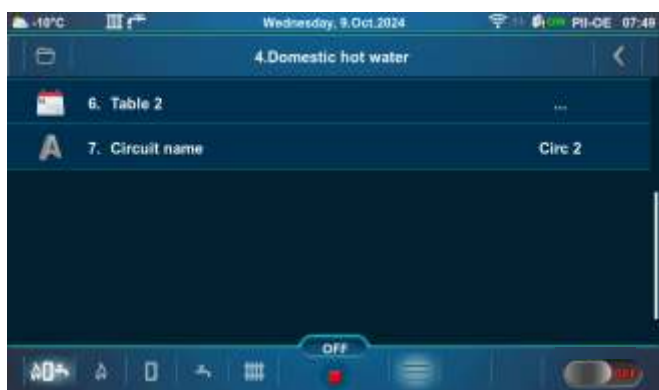 -10°C Wednesday, 9.Oct.2024 PII-OE 07:49
4.Domestic hot water
6. Table 2 ...
7. Circuit name Circ 2
OFF
OFF